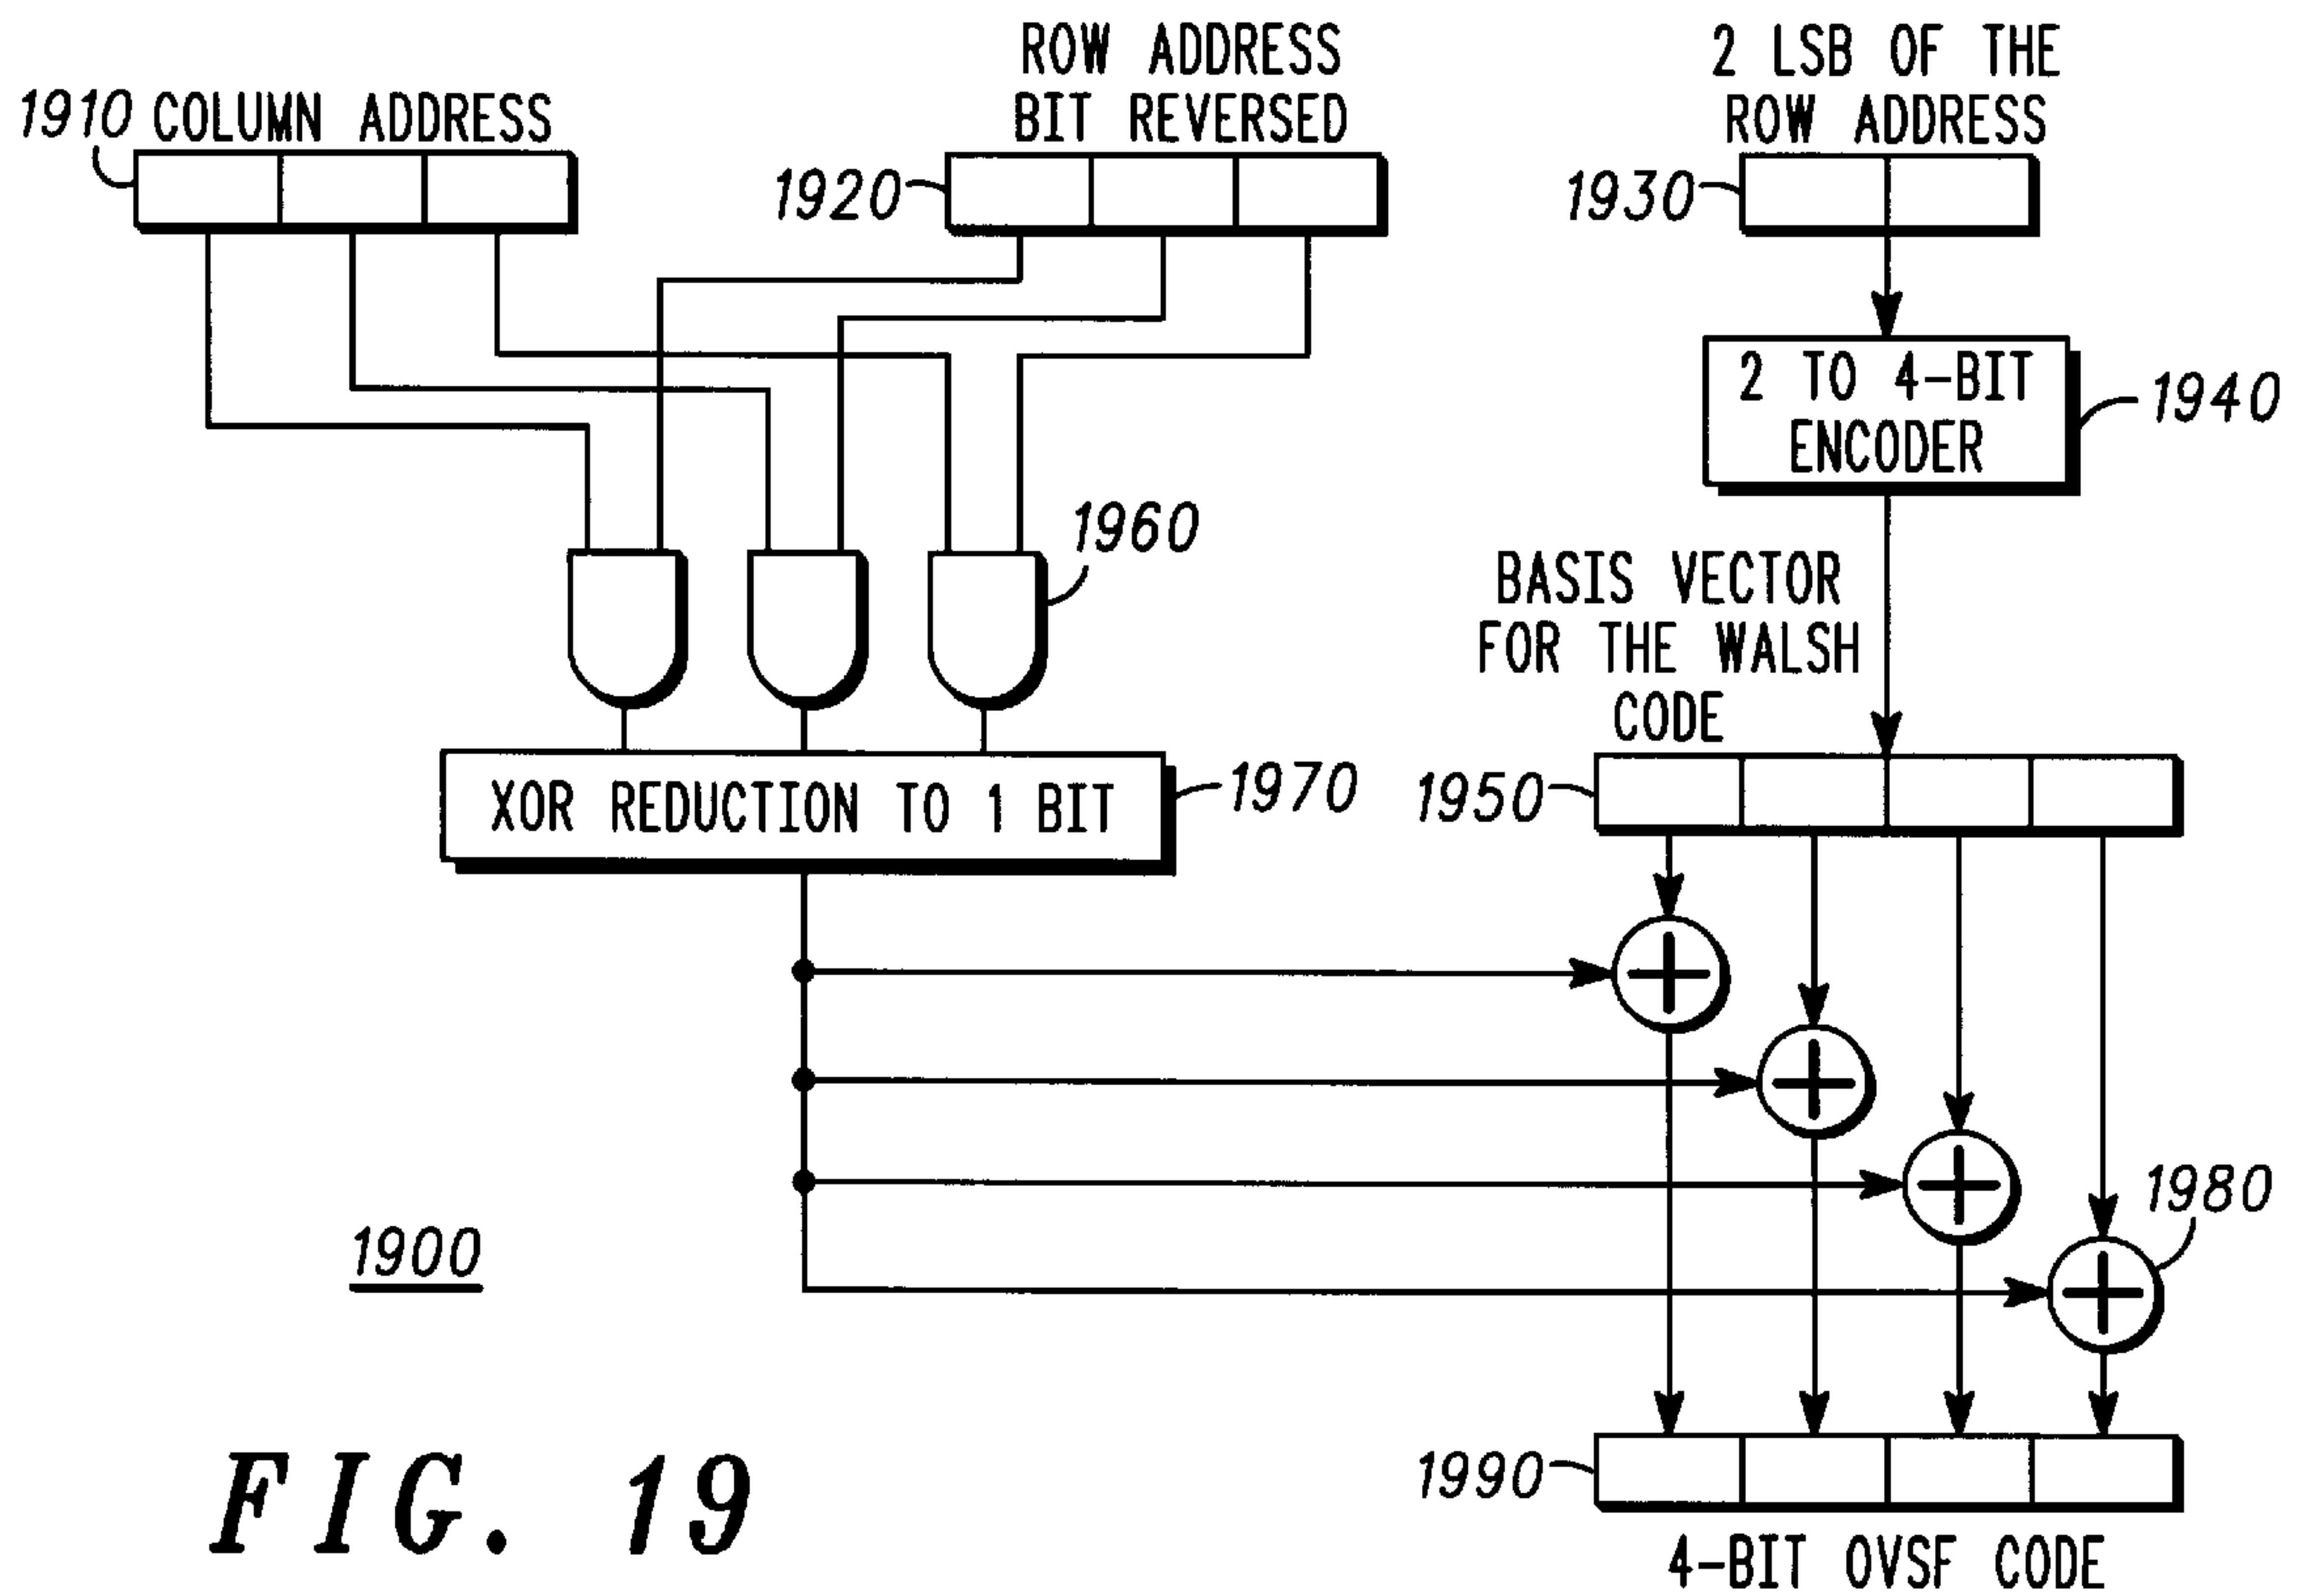 1910 COLUMN ADDRESS
ROW ADDRESS
BIT REVERSED
1920
2 LSB OF THE
ROW ADDRESS
1930
2 TO 4-BIT
ENCODER
1940
1960
BASIS VECTOR
FOR THE WALSH
CODE
1950
XOR REDUCTION TO 1 BIT
1970
1980
1900
1990
4-BIT OVSF CODE
FIG. 19